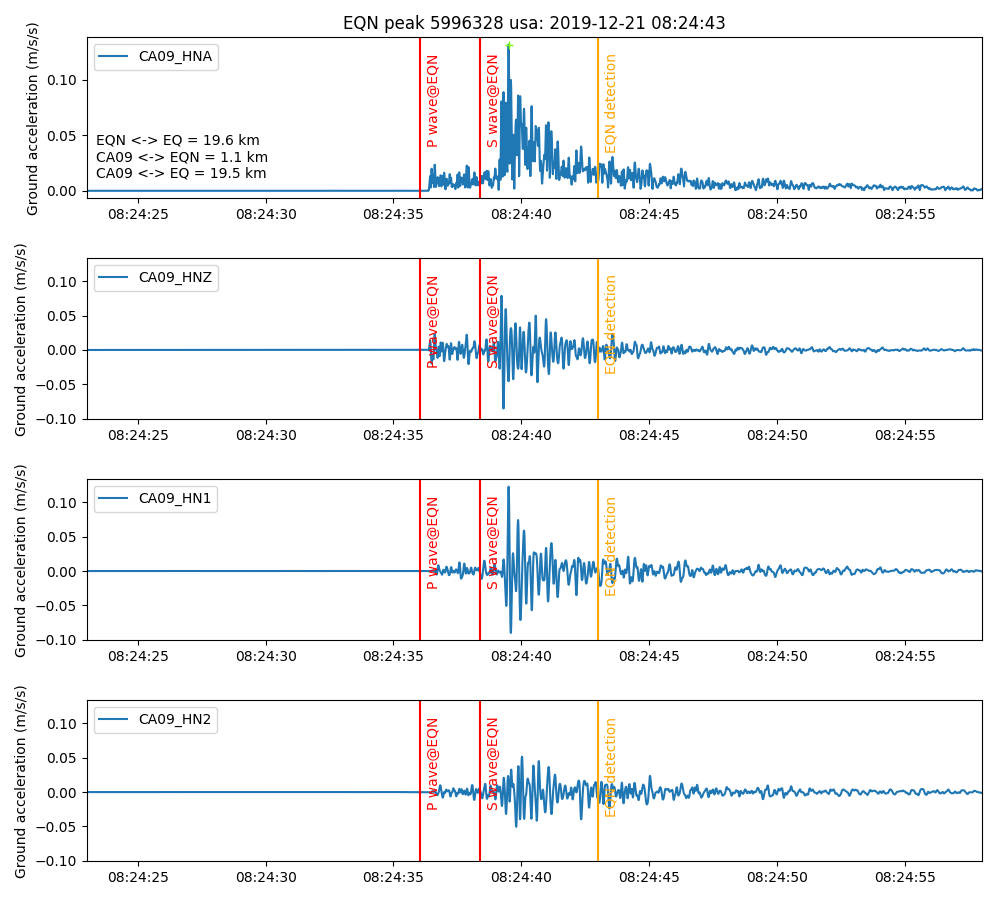 EQN peak 5996328 usa: 2019-12-21 08:24:43
Ground acceleration (m/s/s)
CA09_HNA
P wave@EQN
S wave@EQN
EQN detection
EQN <-> EQ = 19.6 km
CA09 <-> EQN = 1.1 km
CA09 <-> EQ = 19.5 km
0.10
0.05
0.00
08:24:25 08:24:30 08:24:35 08:24:40 08:24:45 08:24:50 08:24:55
Ground acceleration (m/s/s)
CA09_HNZ
P wave@EQN
S wave@EQN
EQN detection
0.10
0.05
0.00
−0.05
−0.10
08:24:25 08:24:30 08:24:35 08:24:40 08:24:45 08:24:50 08:24:55
Ground acceleration (m/s/s)
CA09_HN1
P wave@EQN
S wave@EQN
EQN detection
0.10
0.05
0.00
−0.05
−0.10
08:24:25 08:24:30 08:24:35 08:24:40 08:24:45 08:24:50 08:24:55
Ground acceleration (m/s/s)
CA09_HN2
P wave@EQN
S wave@EQN
EQN detection
0.10
0.05
0.00
−0.05
−0.10
08:24:25 08:24:30 08:24:35 08:24:40 08:24:45 08:24:50 08:24:55